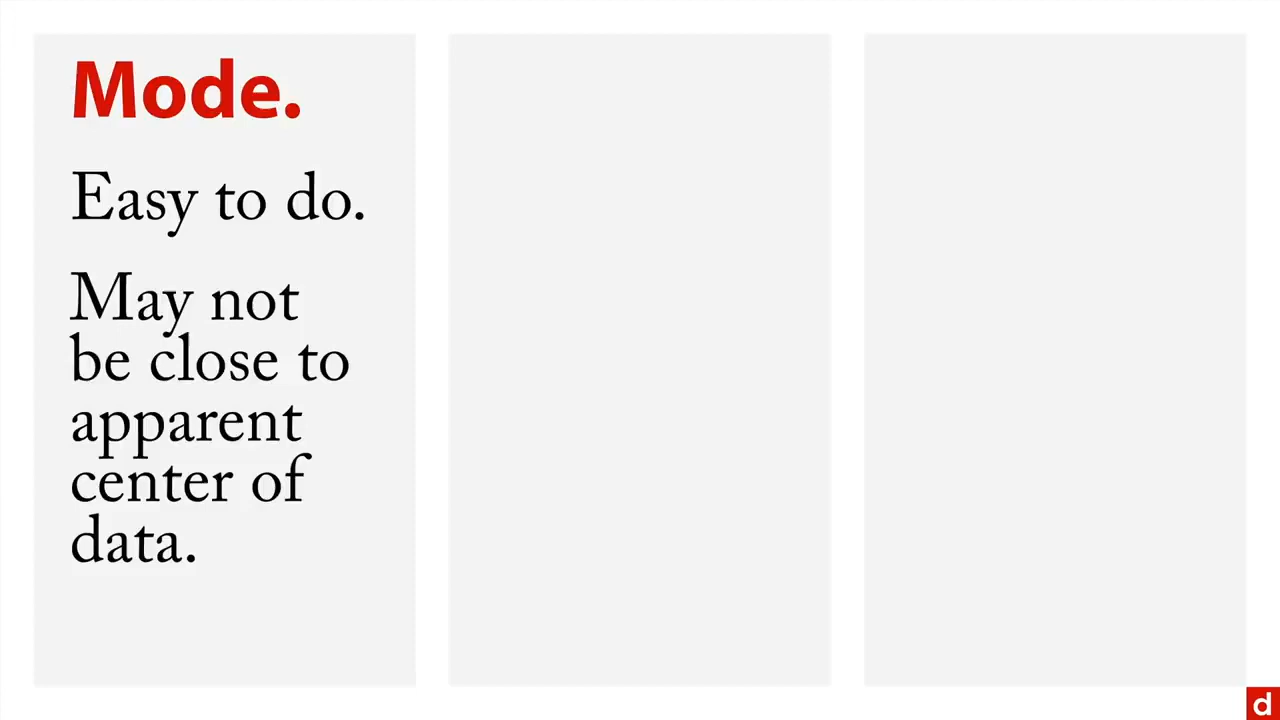 Mode.
Easy to do.
May not
be close to
apparent
center of
data.
d